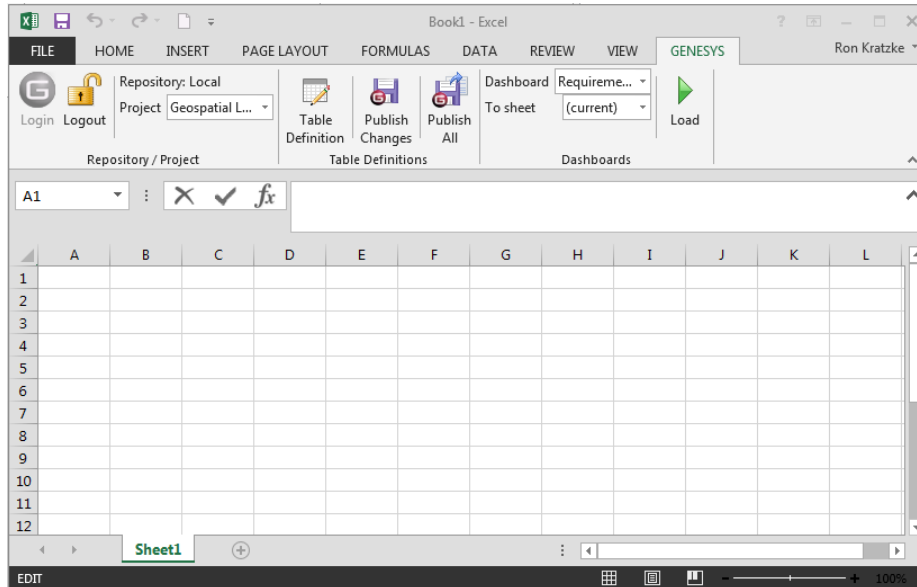 Book1 - Excel
FILE HOME INSERT PAGE LAYOUT FORMULAS DATA REVIEW VIEW GENESYS Ron Kratzke
Repository: Local
Project Geospatial L...
Login Logout
Table Definition
Publish Changes
Publish All
Dashboard Requireme...
To sheet (current)
Load
Repository / Project Table Definitions Dashboards
A1 fx
A B C D E F G H I J K L
1
2
3
4
5
6
7
8
9
10
11
12
Sheet1
EDIT 100%